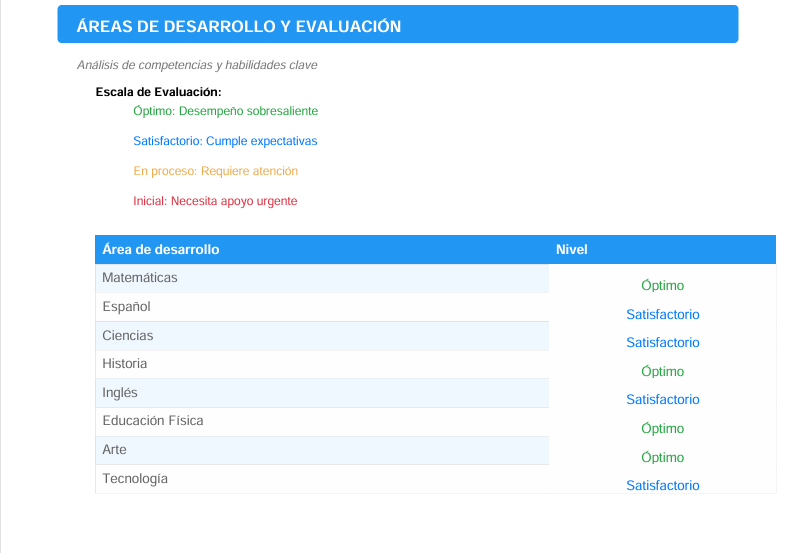 ÁREAS DE DESARROLLO Y EVALUACIÓN
Análisis de competencias y habilidades clave
Escala de Evaluación:
Óptimo: Desempeño sobresaliente
Satisfactorio: Cumple expectativas
En proceso: Requiere atención
Inicial: Necesita apoyo urgente
Área de desarrollo Nivel
Matemáticas Óptimo
Español Satisfactorio
Ciencias Satisfactorio
Historia Óptimo
Inglés Satisfactorio
Educación Física Óptimo
Arte Óptimo
Tecnología Satisfactorio